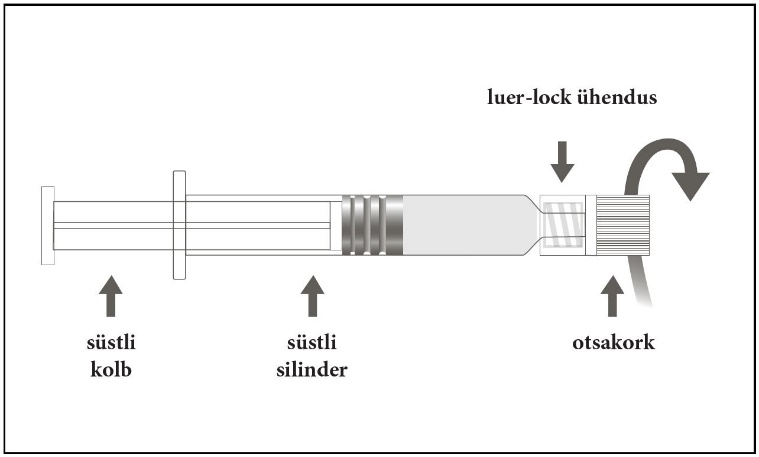 luer-lock ühendus
süstli
kolb
süstli
silinder
otsakork